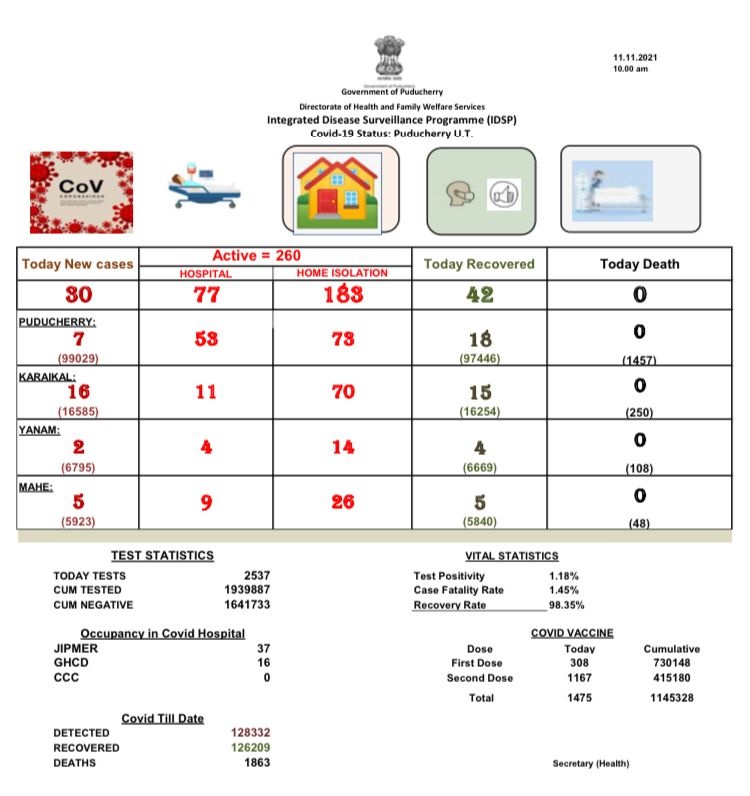 11.11.2021
10.00 am
Government of Puducherry
Directorate of Health and Family Welfare Services
Integrated Disease Surveillance Programme (IDSP)
Covid-19 Status: Puducherry U.T.
CoV
CORONAVIRUS
Today New cases
Active = 260
HOSPITAL
HOME ISOLATION
Today Recovered
Today Death
30 77 183 42 0
PUDUCHERRY:
7 53 73 18 0
(99029) (97446) (1457)
KARAIKAL:
16 11 70 15 0
(16585) (16254) (250)
YANAM:
2 4 14 4 0
(6795) (6669) (108)
MAHE:
5 9 26 5 0
(5923) (5840) (48)
TEST STATISTICS
TODAY TESTS 2537
CUM TESTED 1939887
CUM NEGATIVE 1641733
VITAL STATISTICS
Test Positivity 1.18%
Case Fatality Rate 1.45%
Recovery Rate 98.35%
Occupancy in Covid Hospital
JIPMER 37
GHCD 16
CCC 0
COVID VACCINE
Dose Today Cumulative
First Dose 308 730148
Second Dose 1167 415180
Total 1475 1145328
Covid Till Date
DETECTED 128332
RECOVERED 126209
DEATHS 1863
Secretary (Health)